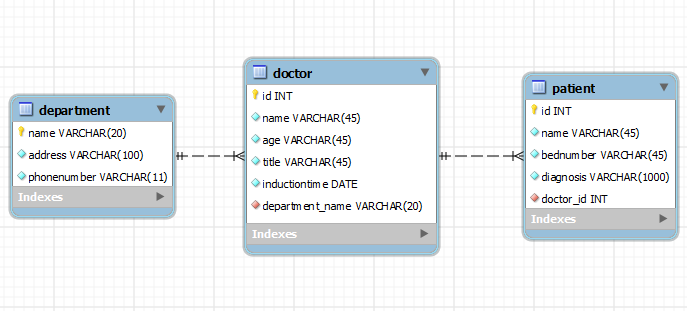 department
name VARCHAR(20)
address VARCHAR(100)
phonenumber VARCHAR(11)
Indexes
doctor
id INT
name VARCHAR(45)
age VARCHAR(45)
title VARCHAR(45)
inductiontime DATE
department_name VARCHAR(20)
Indexes
patient
id INT
name VARCHAR(45)
bednumber VARCHAR(45)
diagnosis VARCHAR(1000)
doctor_id INT
Indexes